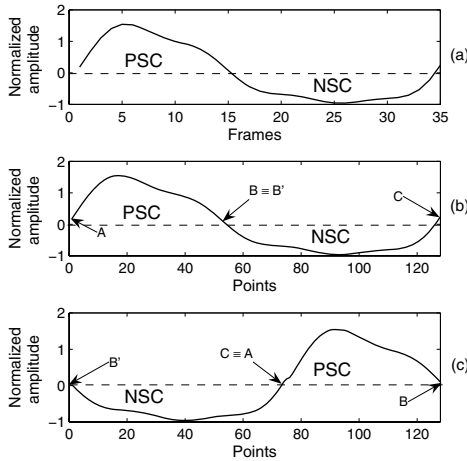 Normalized
amplitude
2
1
0
−1
PSC
NSC
(a)
0 5 10 15 20 25 30 35
Frames
Normalized
amplitude
2
1
0
−1
A
PSC
B ≡ B'
NSC
C
(b)
0 20 40 60 80 100 120
Points
Normalized
amplitude
2
1
0
−1
B'
NSC
C ≡ A
PSC
B
(c)
0 20 40 60 80 100 120
Points